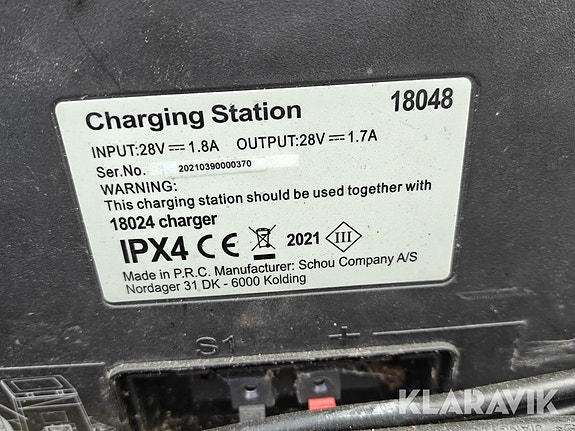 Charging Station 18048
INPUT:28V⎓1.8A OUTPUT:28V⎓1.7A
Ser.No. 20210390000370
WARNING:
This charging station should be used together with
18024 charger
IPX4 CE 2021 III
Made in P.R.C. Manufacturer: Schou Company A/S
Nordager 31 DK - 6000 Kolding
S1 +
KLARAVIK